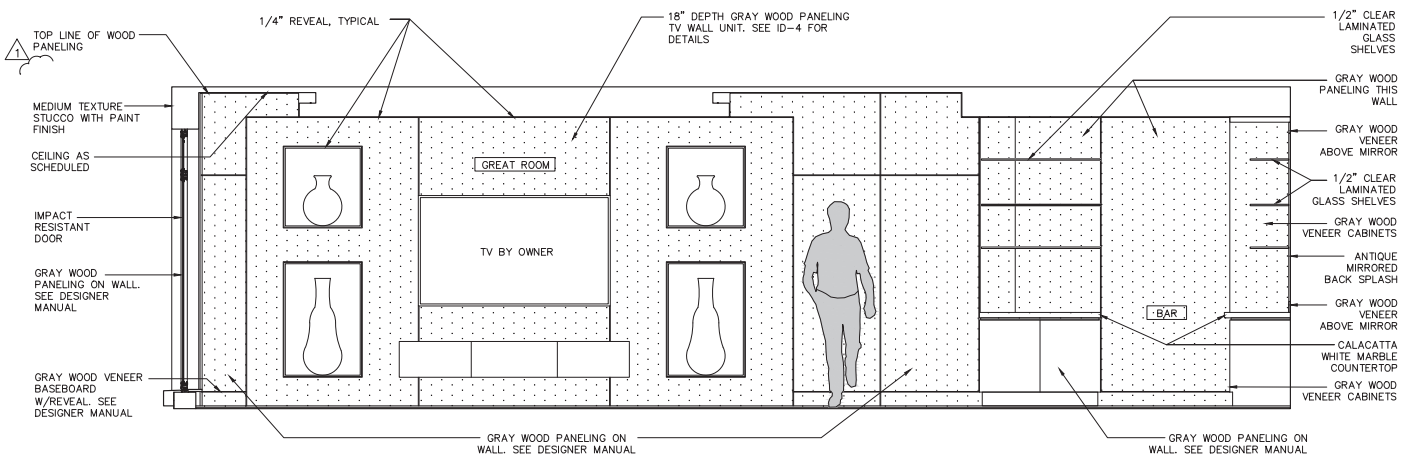 1
TOP LINE OF WOOD
PANELING
MEDIUM TEXTURE
STUCCO WITH PAINT
FINISH
CEILING AS
SCHEDULED
IMPACT
RESISTANT
DOOR
GRAY WOOD
PANELING ON WALL.
SEE DESIGNER
MANUAL
GRAY WOOD VENEER
BASEBOARD
W/REVEAL. SEE
DESIGNER MANUAL
1/4" REVEAL, TYPICAL
18" DEPTH GRAY WOOD PANELING
TV WALL UNIT. SEE ID-4 FOR
DETAILS
GREAT ROOM
TV BY OWNER
BAR
GRAY WOOD PANELING ON
WALL. SEE DESIGNER MANUAL
GRAY WOOD PANELING ON
WALL. SEE DESIGNER MANUAL
1/2" CLEAR
LAMINATED
GLASS
SHELVES
GRAY WOOD
PANELING THIS
WALL
GRAY WOOD
VENEER
ABOVE MIRROR
1/2" CLEAR
LAMINATED
GLASS SHELVES
GRAY WOOD
VENEER CABINETS
ANTIQUE
MIRRORED
BACK SPLASH
GRAY WOOD
VENEER
ABOVE MIRROR
CALACATTA
WHITE MARBLE
COUNTERTOP
GRAY WOOD
VENEER CABINETS